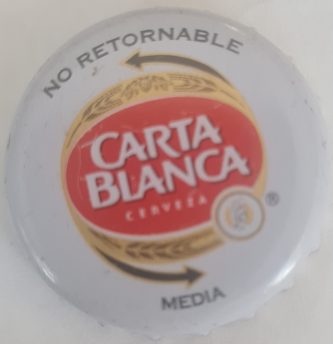 NO RETORNABLE
CARTA
BLANCA
CERVEZA
®
MEDIA